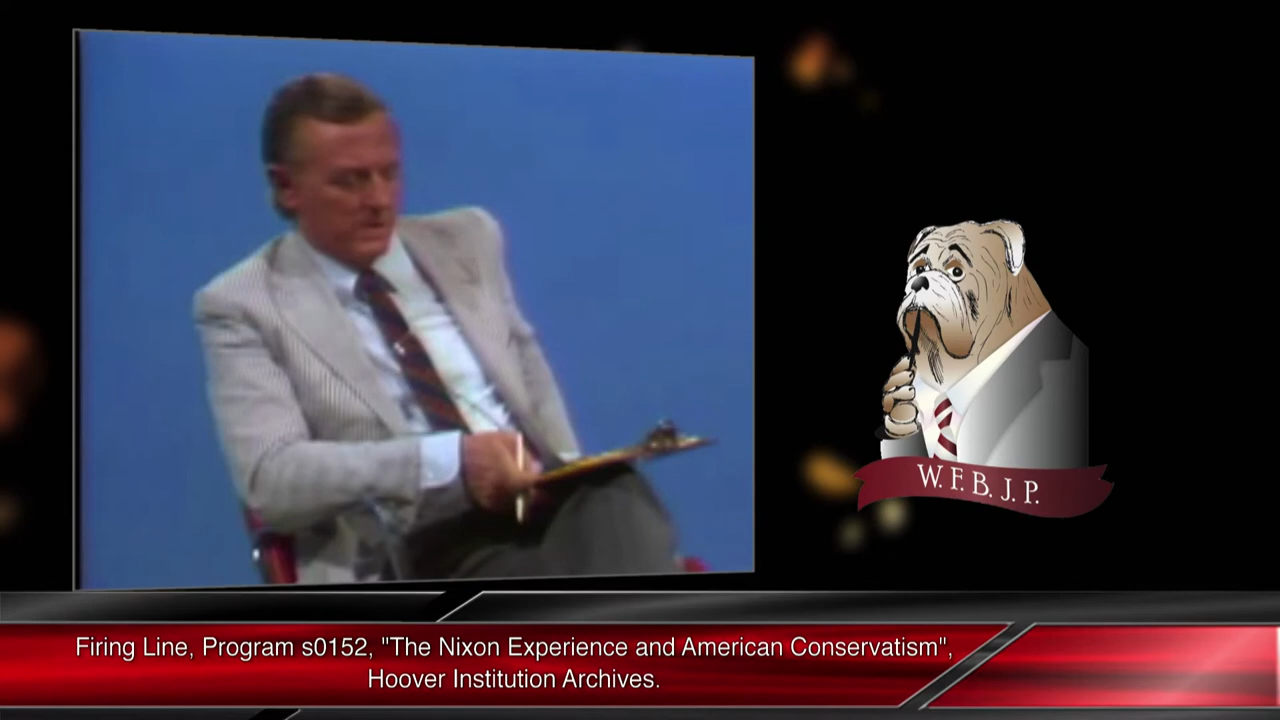 W. F. B. J. P.
Firing Line, Program s0152, "The Nixon Experience and American Conservatism",
Hoover Institution Archives.